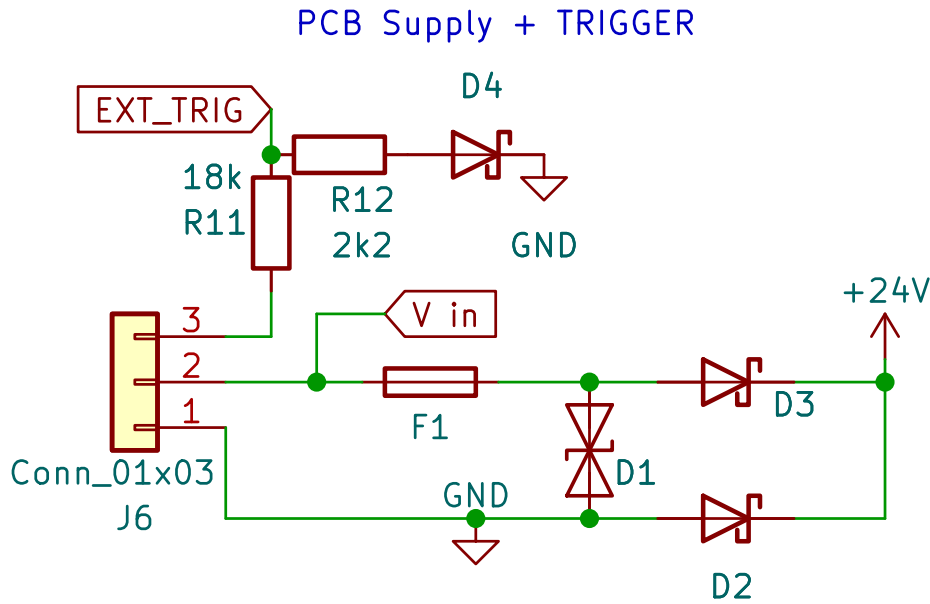 PCB Supply + TRIGGER
D4
EXT_TRIG
18k
R11
R12
2k2
GND
+24V
V in
3
2
1
F1
D3
D1
Conn_01x03
J6
GND
D2